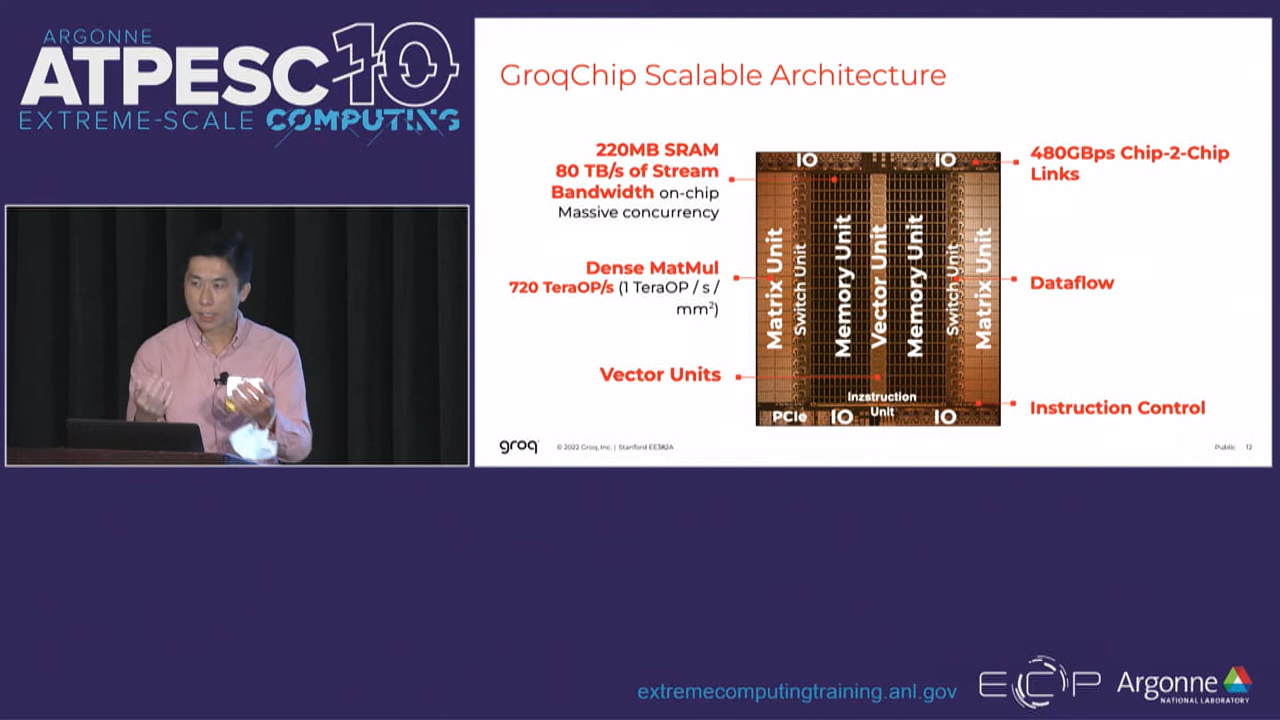 ARGONNE
ATPESC10
EXTREME-SCALE COMPUTING
GroqChip Scalable Architecture
220MB SRAM
80 TB/s of Stream
Bandwidth on-chip
Massive concurrency
Dense MatMul
720 TeraOP/s (1 TeraOP / s /
mm²)
Vector Units
IO
IO
Matrix Unit
Switch Unit
Memory Unit
Vector Unit
Memory Unit
Switch Unit
Matrix Unit
Inzstruction
Unit
PCIe
IO
IO
480GBps Chip-2-Chip
Links
Dataflow
Instruction Control
groq
© 2022 Groq, Inc. | Stanford EE382A
Public 12
extremecomputingtraining.anl.gov
ECP
Argonne
NATIONAL LABORATORY